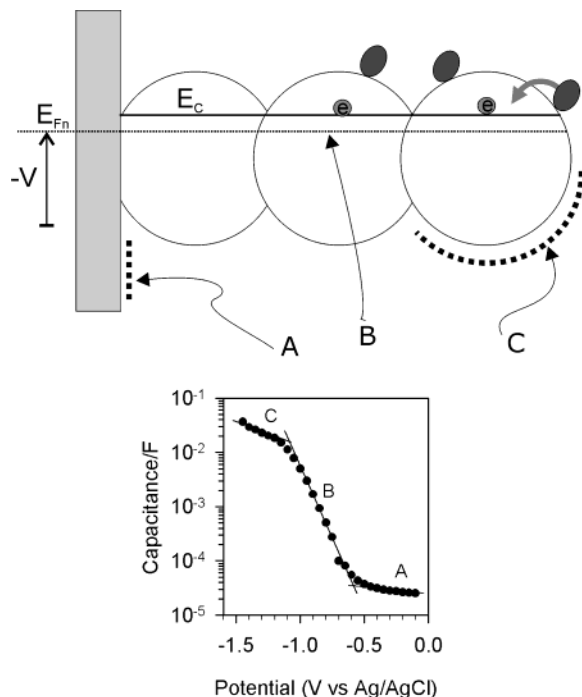 e
E_C
e
E_Fn
-V
A
B
C
10^-1
10^-2
10^-3
10^-4
10^-5
Capacitance/F
C
B
A
-1.5 -1.0 -0.5 0.0
Potential (V vs Ag/AgCl)